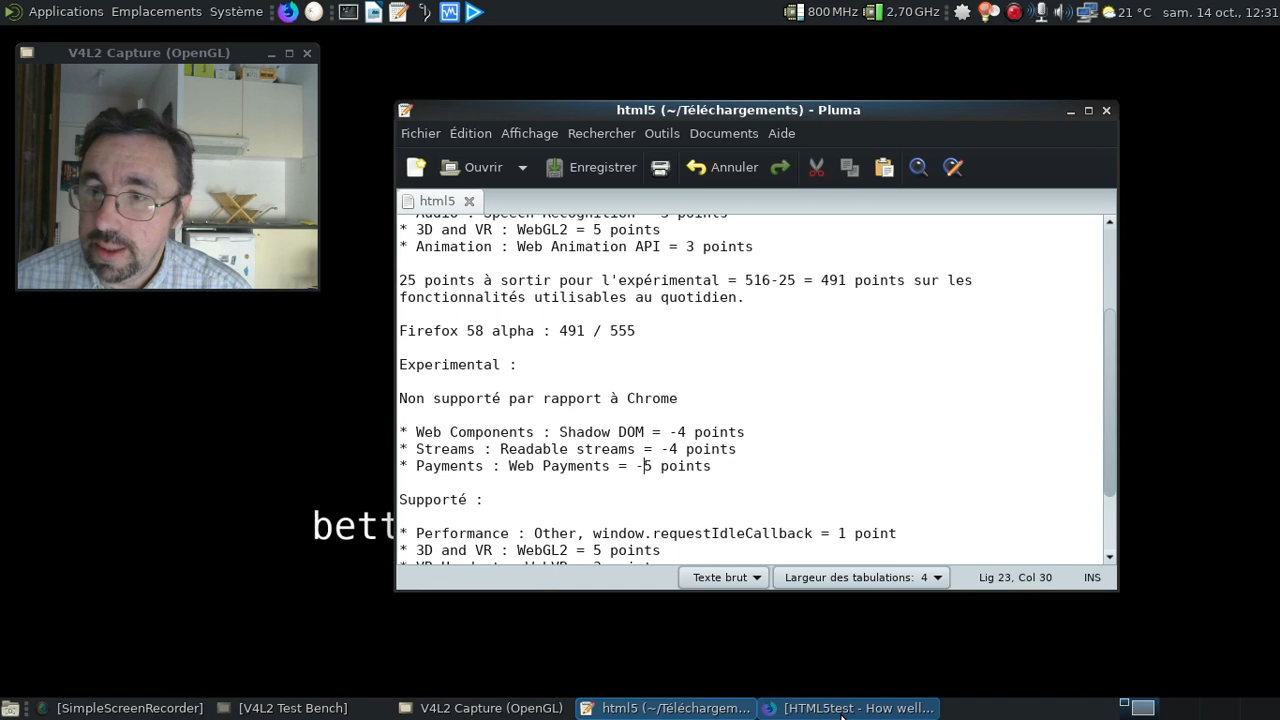 Applications Emplacements Système 800 MHz 2,70 GHz 21 °C sam. 14 oct., 12:31
V4L2 Capture (OpenGL)
html5 (~/Téléchargements) - Pluma
Fichier Édition Affichage Rechercher Outils Documents Aide
Ouvrir Enregistrer Annuler
html5
* Audio : Speech Recognition = 3 points
* 3D and VR : WebGL2 = 5 points
* Animation : Web Animation API = 3 points
25 points à sortir pour l'expérimental = 516-25 = 491 points sur les
fonctionnalités utilisables au quotidien.
Firefox 58 alpha : 491 / 555
Experimental :
Non supporté par rapport à Chrome
* Web Components : Shadow DOM = -4 points
* Streams : Readable streams = -4 points
* Payments : Web Payments = -5 points
Supporté :
* Performance : Other, window.requestIdleCallback = 1 point
* 3D and VR : WebGL2 = 5 points
bett
Texte brut Largeur des tabulations: 4 Lig 23, Col 30 INS
[SimpleScreenRecorder] [V4L2 Test Bench] V4L2 Capture (OpenGL) html5 (~/Téléchargem... [HTML5test - How well...